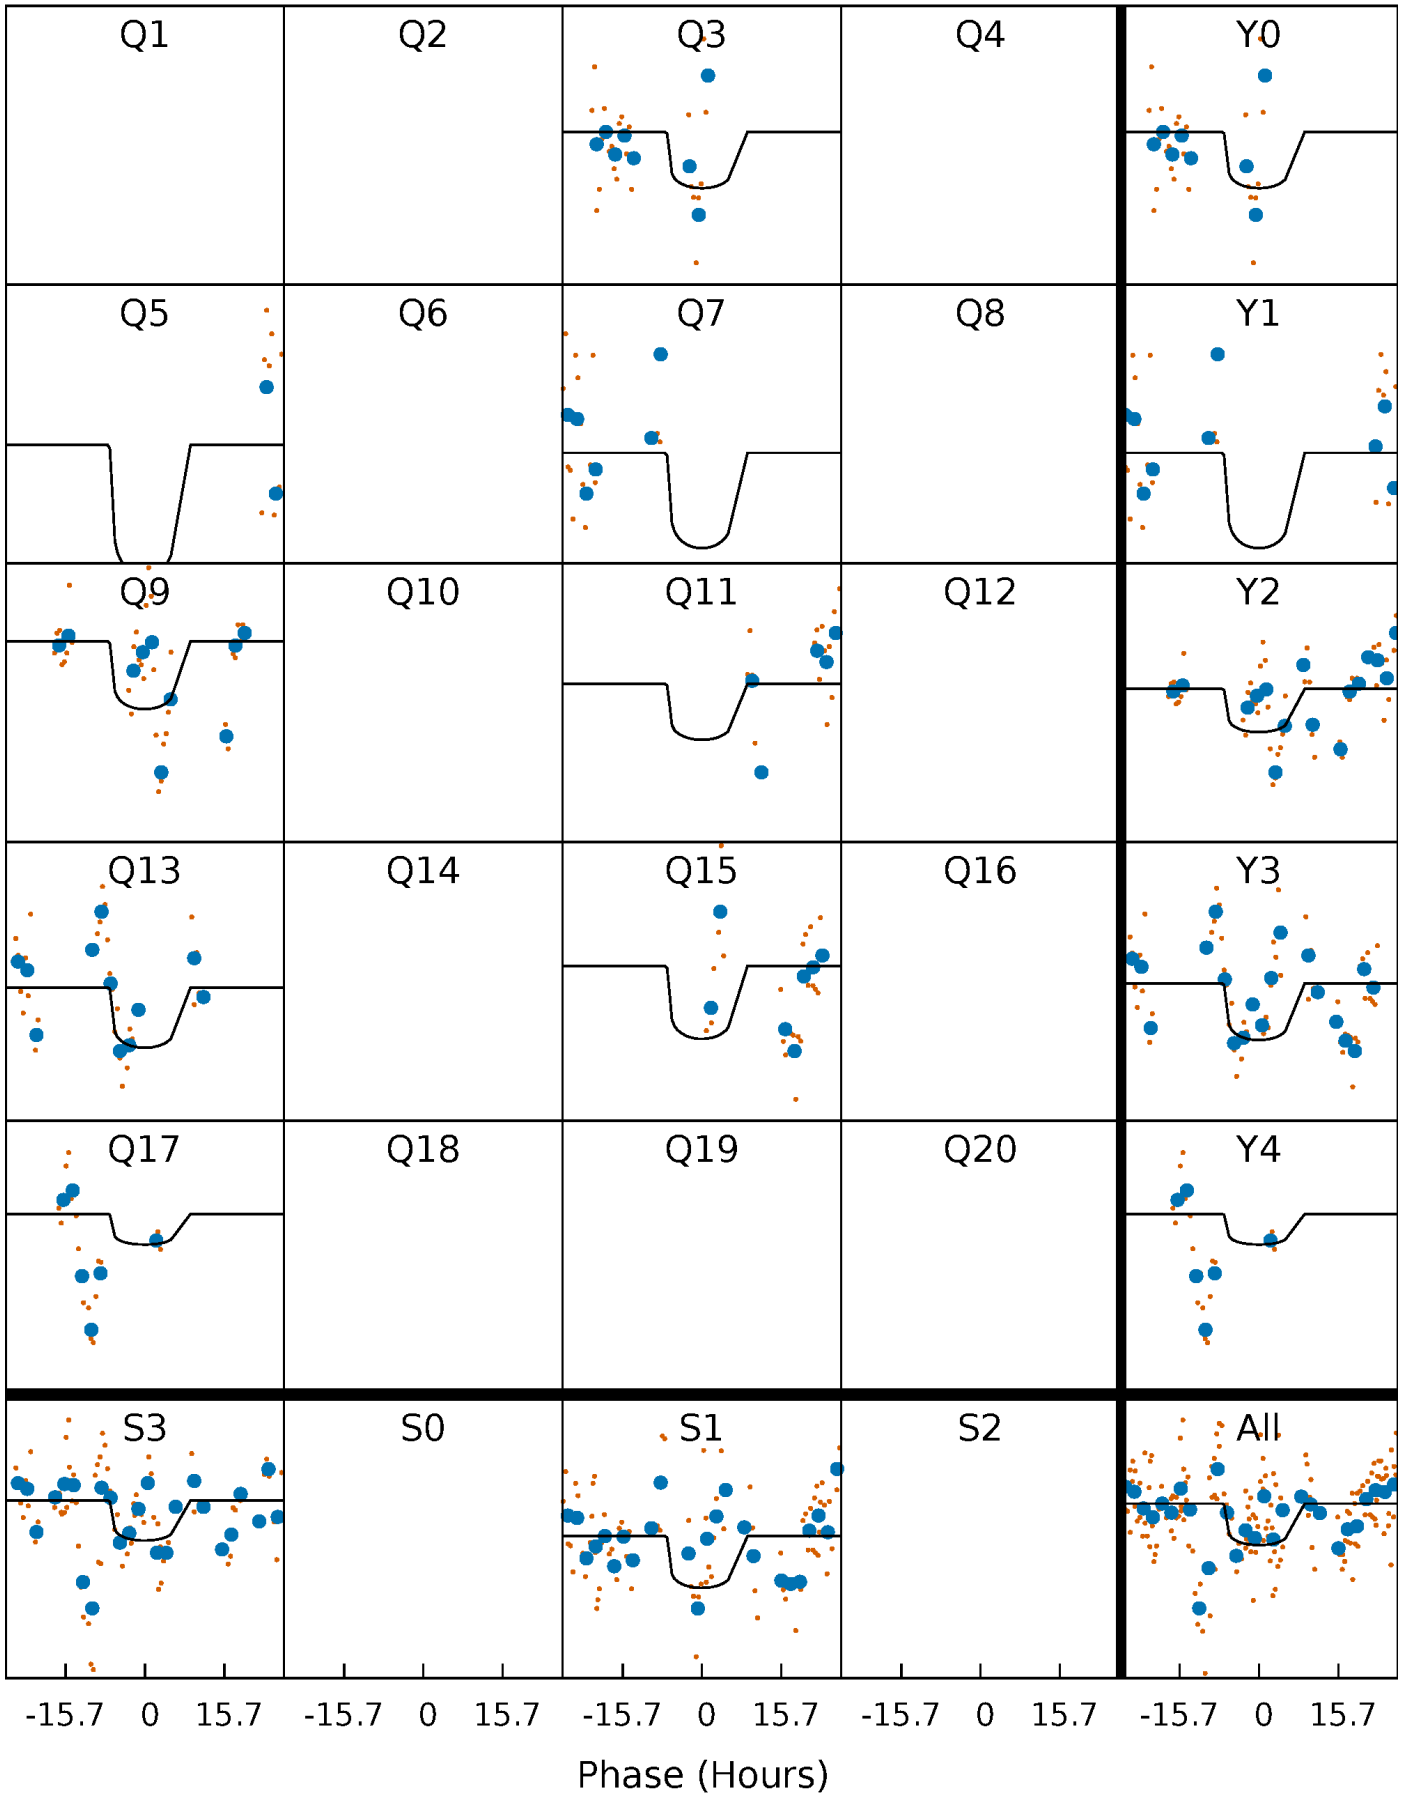 Q1 Q2 Q3 Q4 Y0
Q5 Q6 Q7 Q8 Y1
Q9 Q10 Q11 Q12 Y2
Q13 Q14 Q15 Q16 Y3
Q17 Q18 Q19 Q20 Y4
S3 S0 S1 S2 All
-15.7 0 15.7 -15.7 0 15.7 -15.7 0 15.7 -15.7 0 15.7 -15.7 0 15.7
Phase (Hours)